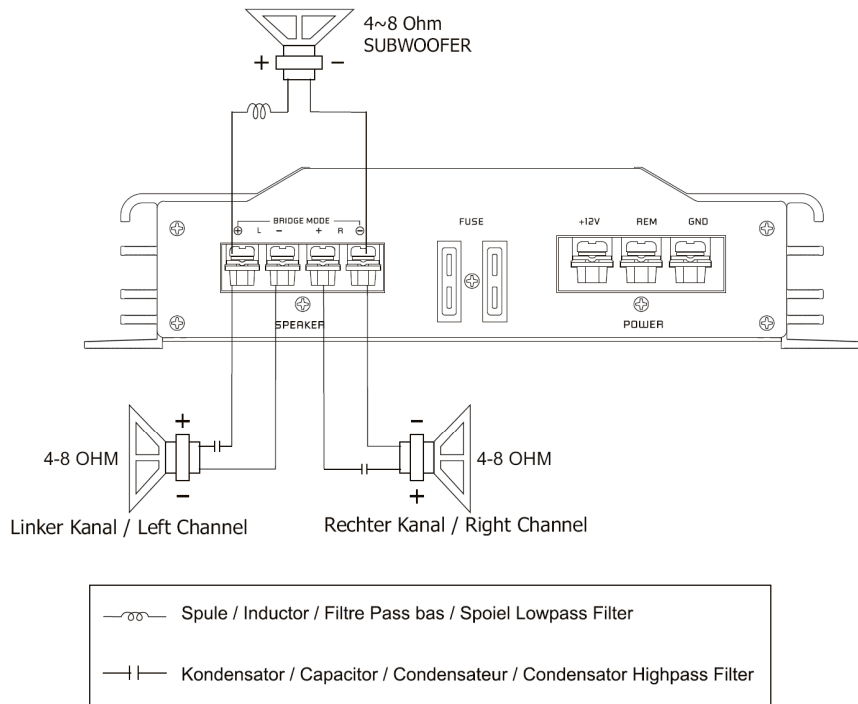 4~8 Ohm
SUBWOOFER
+ −
BRIDGE MODE
⊕ L − + R ⊖
FUSE
+12V REM GND
SPEAKER
POWER
+ −
4-8 OHM
4-8 OHM
− +
Linker Kanal / Left Channel
Rechter Kanal / Right Channel
Spule / Inductor / Filtre Pass bas / Spoiel Lowpass Filter
Kondensator / Capacitor / Condensateur / Condensator Highpass Filter